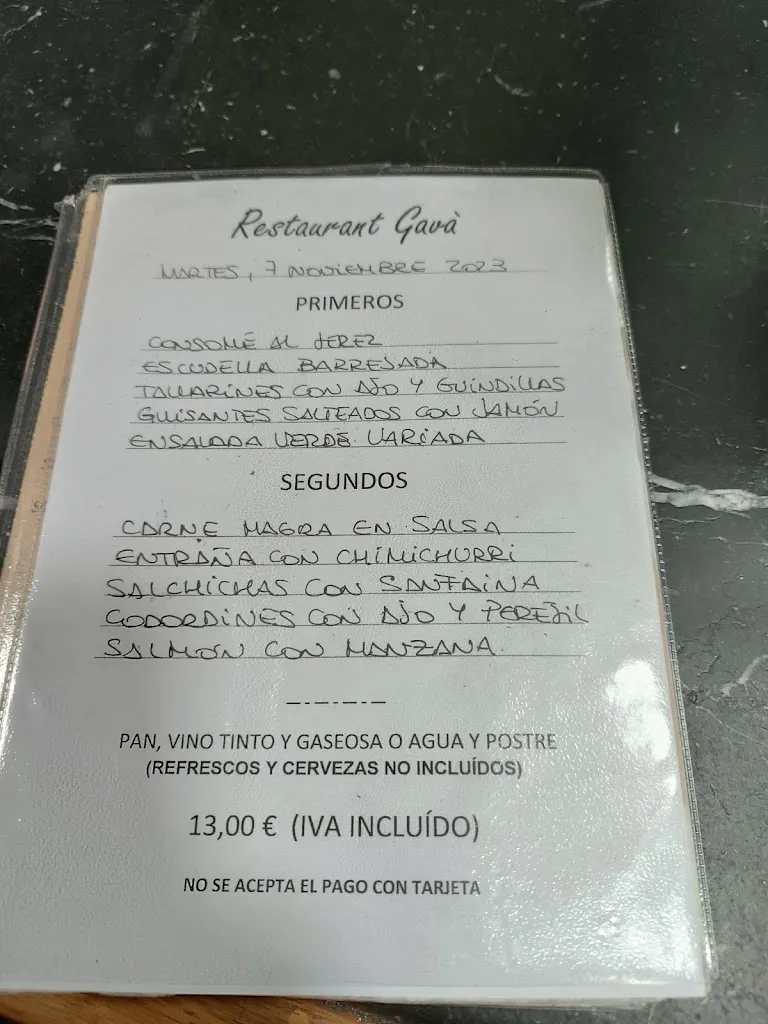 Restaurant Gavà
MARTES, 7 NOVIEMBRE 2023
PRIMEROS
CONSOMÉ AL JEREZ
ESCUDELLA BARREJADA
TALLARINES CON AJO Y GUINDILLAS
GUISANTES SALTEADOS CON JAMÓN
ENSALADA VERDE VARIADA
SEGUNDOS
CARNE MAGRA EN SALSA
ENTRAÑA CON CHIMICHURRI
SALCHICHAS CON SANFAINA
GODORDINES CON AJO Y PEREJIL
SALMÓN CON MANZANA
PAN, VINO TINTO Y GASEOSA O AGUA Y POSTRE
(REFRESCOS Y CERVEZAS NO INCLUÍDOS)
13,00 € (IVA INCLUÍDO)
NO SE ACEPTA EL PAGO CON TARJETA